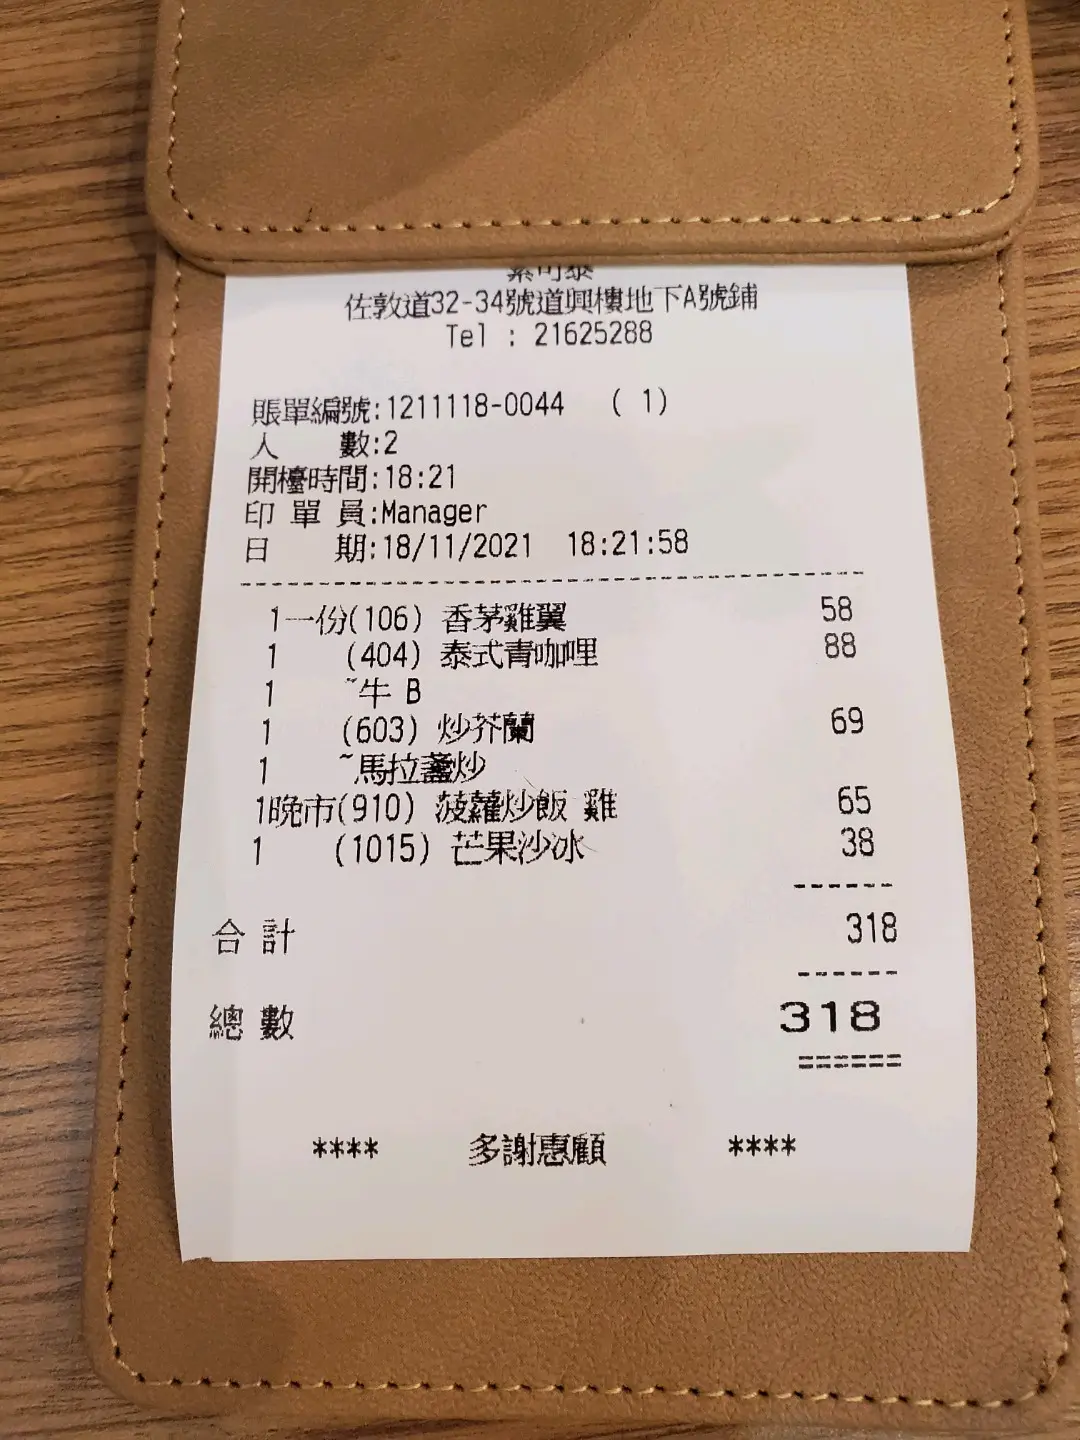 素可泰
佐敦道32-34號道興樓地下A號鋪
Tel : 21625288
賬單編號:1211118-0044 ( 1)
人 數:2
開檯時間:18:21
印 單 員:Manager
日 期:18/11/2021 18:21:58
1一份(106) 香茅雞翼 58
1 (404) 泰式青咖哩 88
1 ~牛 B
1 (603) 炒芥蘭 69
1 ~馬拉盞炒
1晚市(910) 菠蘿炒飯 雞 65
1 (1015) 芒果沙冰 38
------
合 計 318
------
總 數 318
======
**** 多謝惠顧 ****